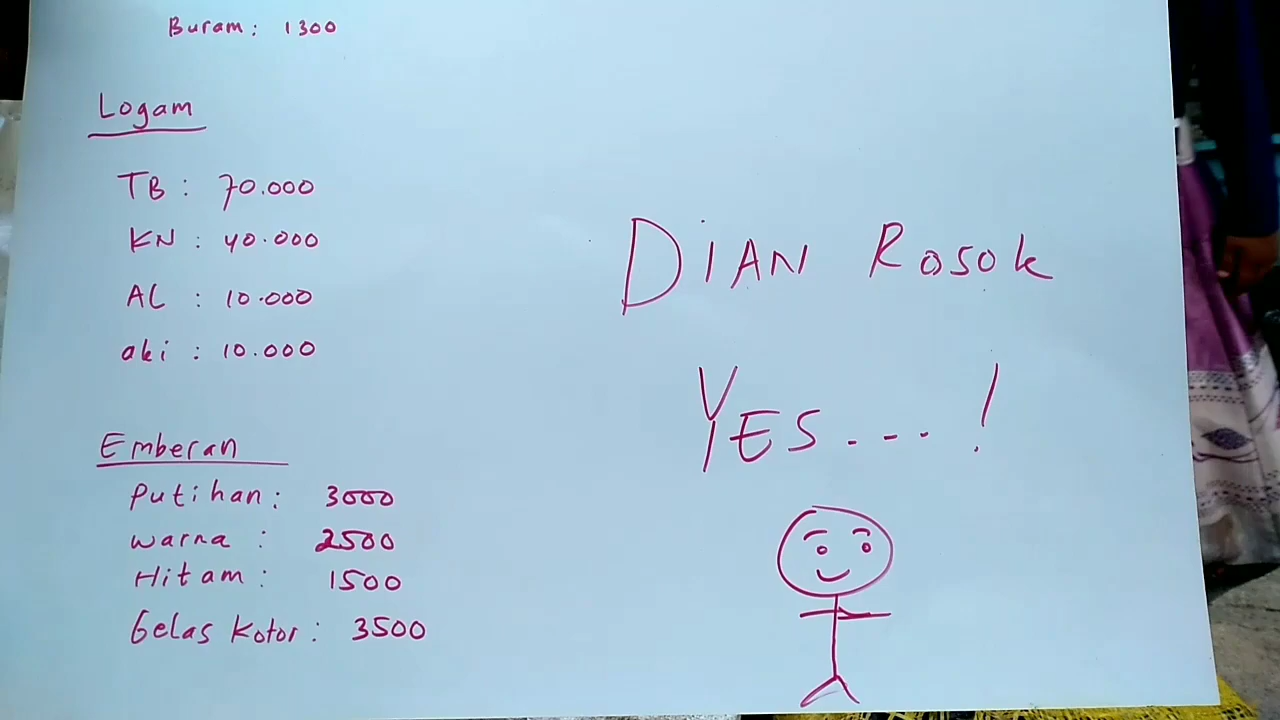 Buram: 1300
Logam
TB : 70.000
KN : 40.000
AL : 10.000
aki : 10.000
Emberan
Putihan: 3000
Warna : 2500
Hitam: 1500
Gelas Kotor: 3500
DiAN Rosok
YES...!